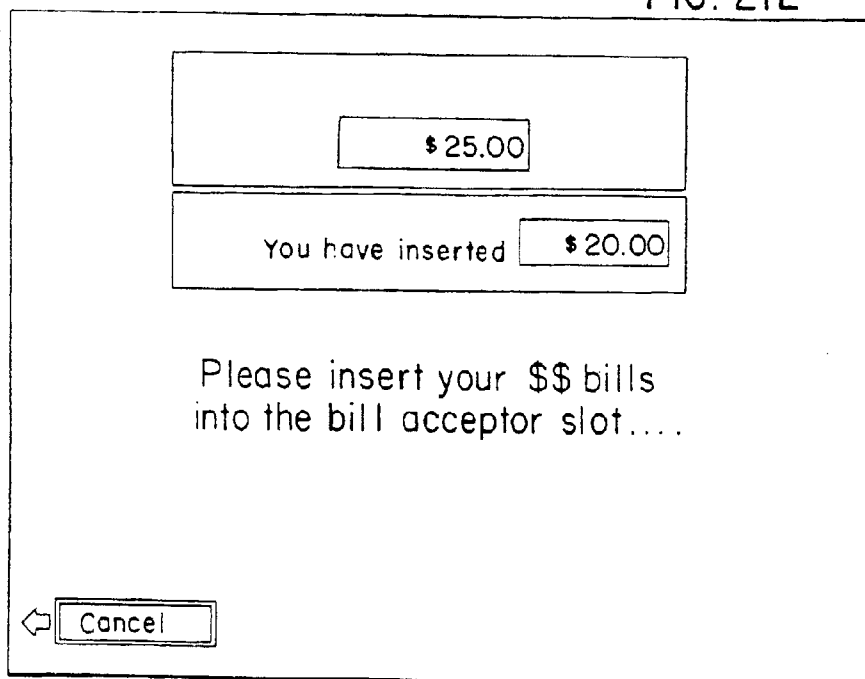 $25.00
You have inserted $20.00
Please insert your $$ bills
into the bill acceptor slot....
Cancel